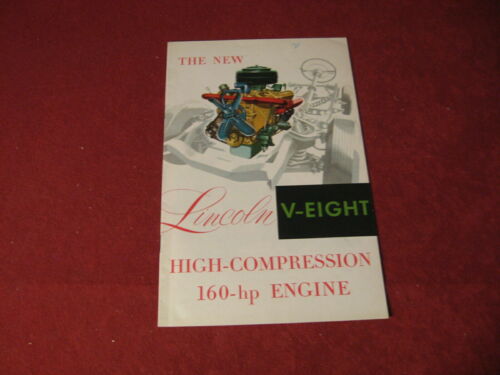 THE NEW
Lincoln V-EIGHT
HIGH-COMPRESSION
160-hp ENGINE